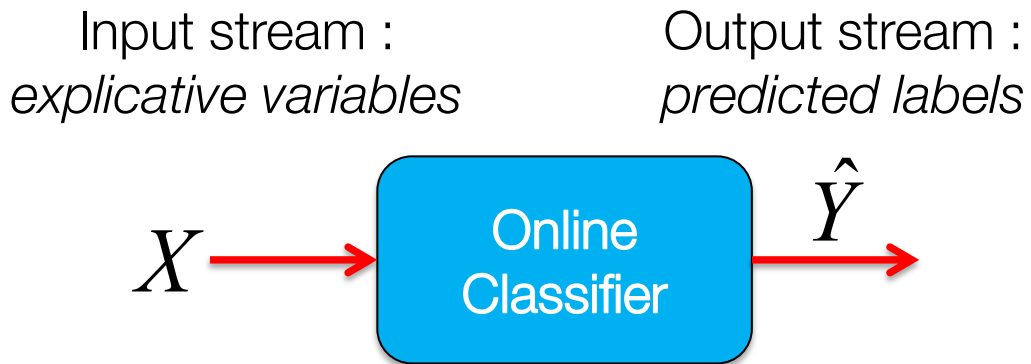 Input stream :
explicative variables
Output stream :
predicted labels
X
Online
Classifier
Ŷ